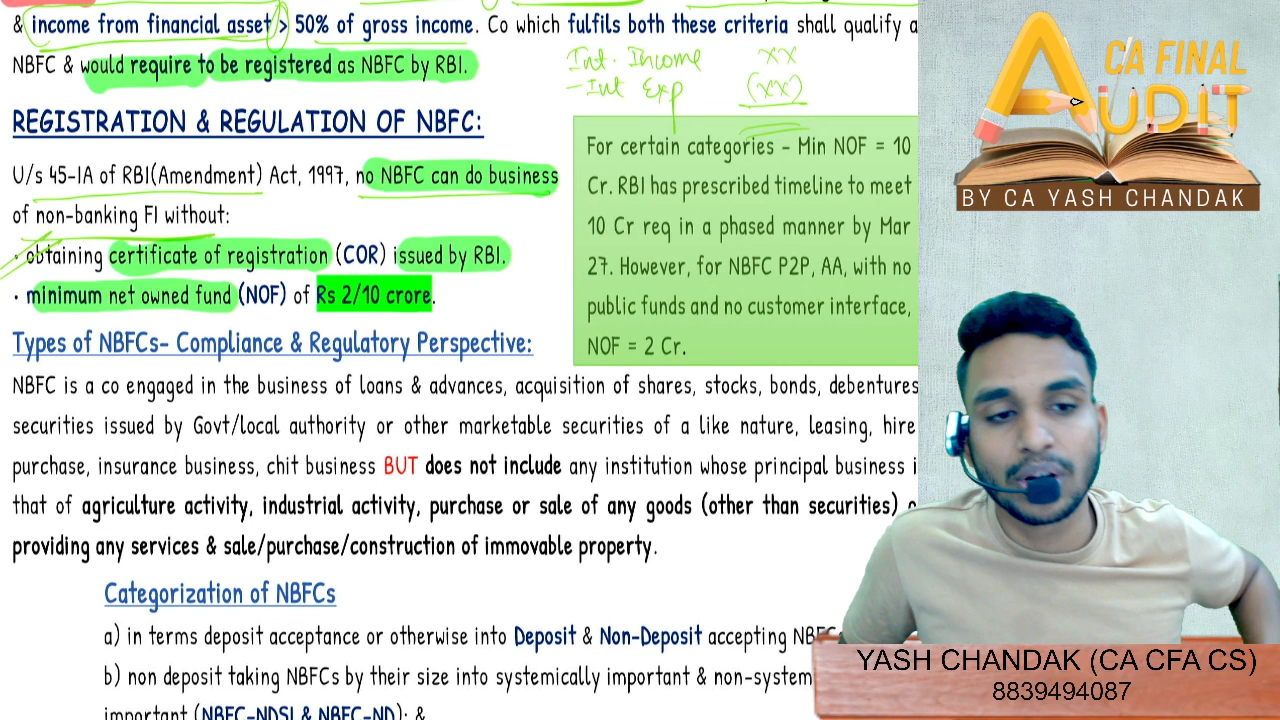 & income from financial asset > 50% of gross income. Co which fulfils both these criteria shall qualify a
NBFC & would require to be registered as NBFC by RBI.
Int. Income XX
- Int Exp (XX)
REGISTRATION & REGULATION OF NBFC:
U/s 45-IA of RBI(Amendment) Act, 1997, no NBFC can do business
of non-banking FI without:
· obtaining certificate of registration (COR) issued by RBI.
· minimum net owned fund (NOF) of Rs 2/10 crore.
For certain categories - Min NOF = 10
Cr. RBI has prescribed timeline to meet
10 Cr req in a phased manner by Mar
27. However, for NBFC P2P, AA, with no
public funds and no customer interface,
NOF = 2 Cr.
Types of NBFCs- Compliance & Regulatory Perspective:
NBFC is a co engaged in the business of loans & advances, acquisition of shares, stocks, bonds, debentures
securities issued by Govt/local authority or other marketable securities of a like nature, leasing, hire
purchase, insurance business, chit business BUT does not include any institution whose principal business i
that of agriculture activity, industrial activity, purchase or sale of any goods (other than securities) o
providing any services & sale/purchase/construction of immovable property.
Categorization of NBFCs
a) in terms deposit acceptance or otherwise into Deposit & Non-Deposit accepting NBFC
b) non deposit taking NBFCs by their size into systemically important & non-system
important (NBFC-NDSI & NBFC-ND); &
CA FINAL
AUDIT
BY CA YASH CHANDAK
YASH CHANDAK (CA CFA CS)
8839494087